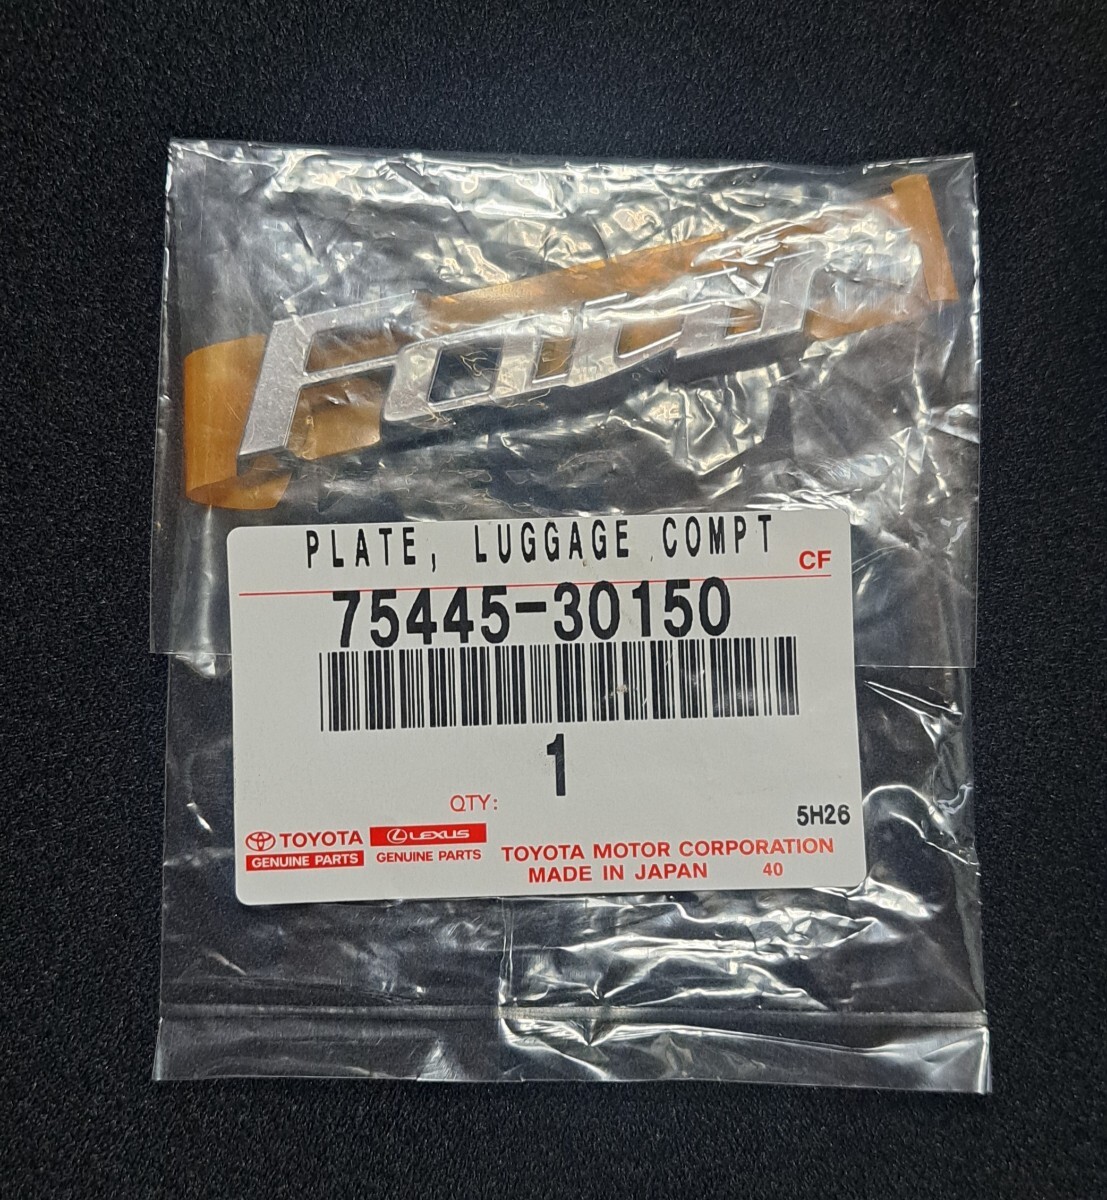 Four
PLATE, LUGGAGE COMPT
CF
75445-30150
1
QTY:
5H26
TOYOTA
GENUINE PARTS
LEXUS
GENUINE PARTS
TOYOTA MOTOR CORPORATION
MADE IN JAPAN 40